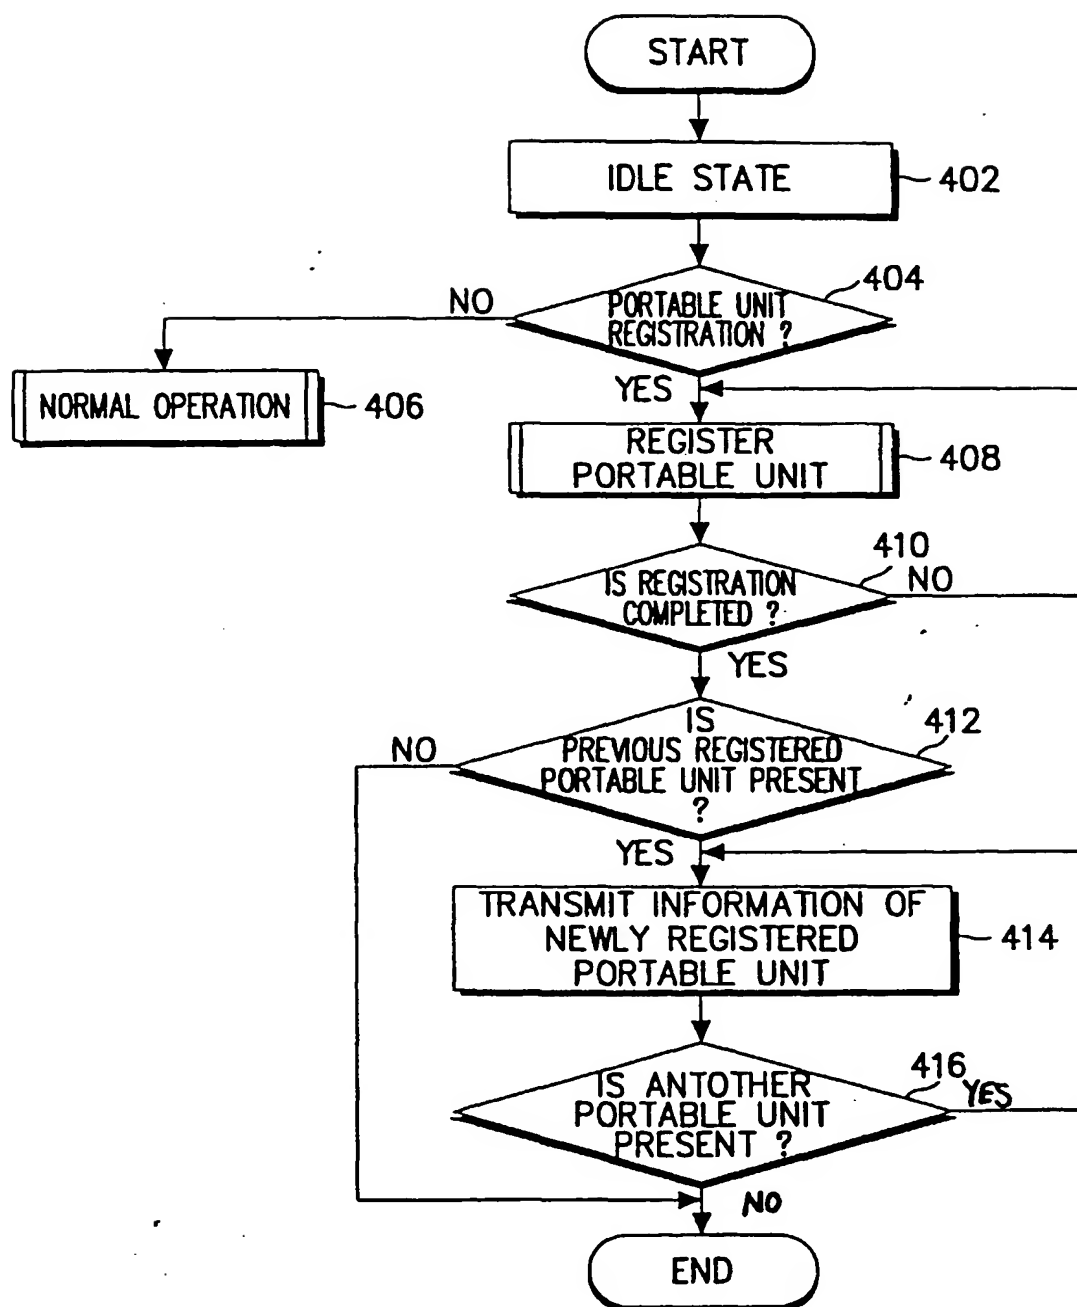 START
IDLE STATE
402
404
NO
PORTABLE UNIT
REGISTRATION ?
YES
NORMAL OPERATION
406
REGISTER
PORTABLE UNIT
408
410
IS REGISTRATION
COMPLETED ?
NO
YES
412
NO
IS
PREVIOUS REGISTERED
PORTABLE UNIT PRESENT
?
YES
TRANSMIT INFORMATION OF
NEWLY REGISTERED
PORTABLE UNIT
414
416
YES
IS ANTOTHER
PORTABLE UNIT
PRESENT ?
NO
END